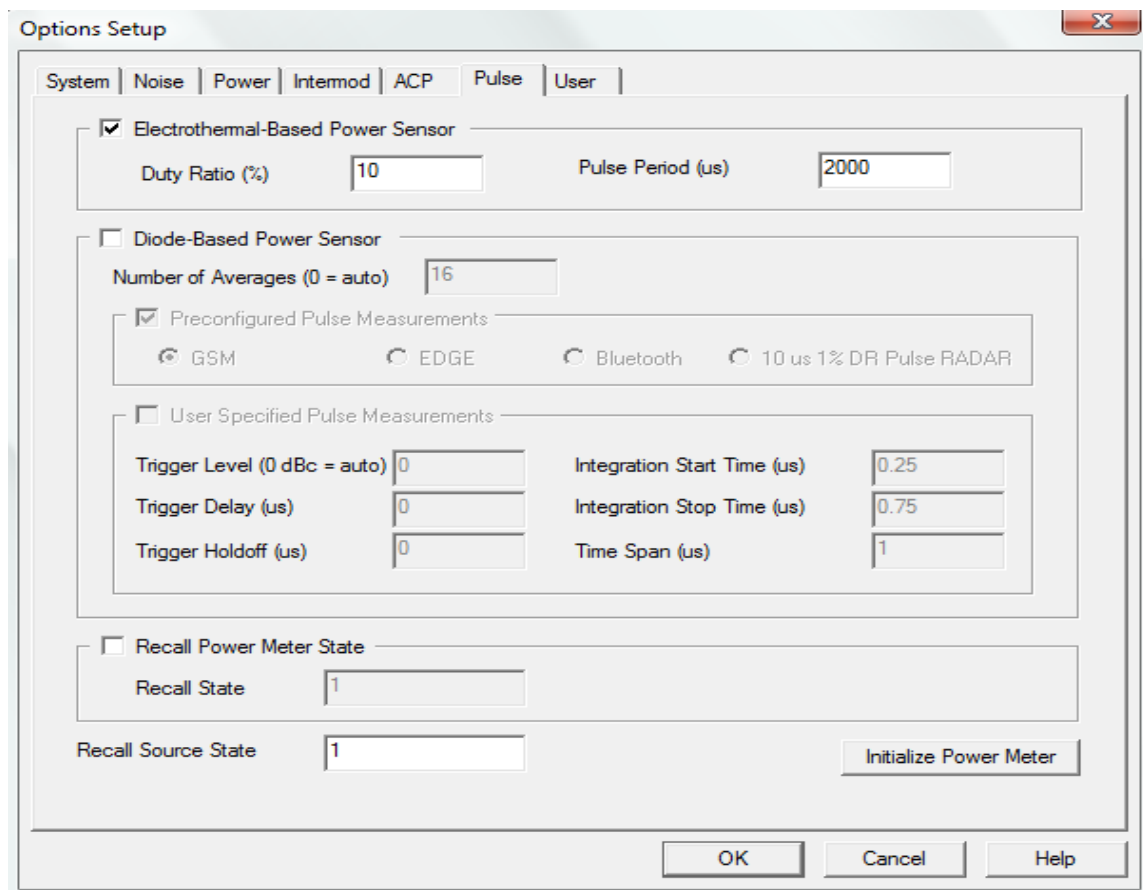 Options Setup
System Noise Power Intermod ACP Pulse User
Electrothermal-Based Power Sensor
Duty Ratio (%) 10 Pulse Period (us) 2000
Diode-Based Power Sensor
Number of Averages (0 = auto) 16
Preconfigured Pulse Measurements
GSM EDGE Bluetooth 10 us 1% DR Pulse RADAR
User Specified Pulse Measurements
Trigger Level (0 dBc = auto) 0 Integration Start Time (us) 0.25
Trigger Delay (us) 0 Integration Stop Time (us) 0.75
Trigger Holdoff (us) 0 Time Span (us) 1
Recall Power Meter State
Recall State 1
Recall Source State 1 Initialize Power Meter
OK Cancel Help